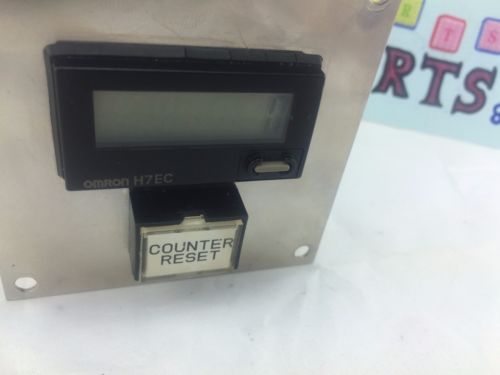 R T S
RTS
OMRON H7EC
COUNTER
RESET